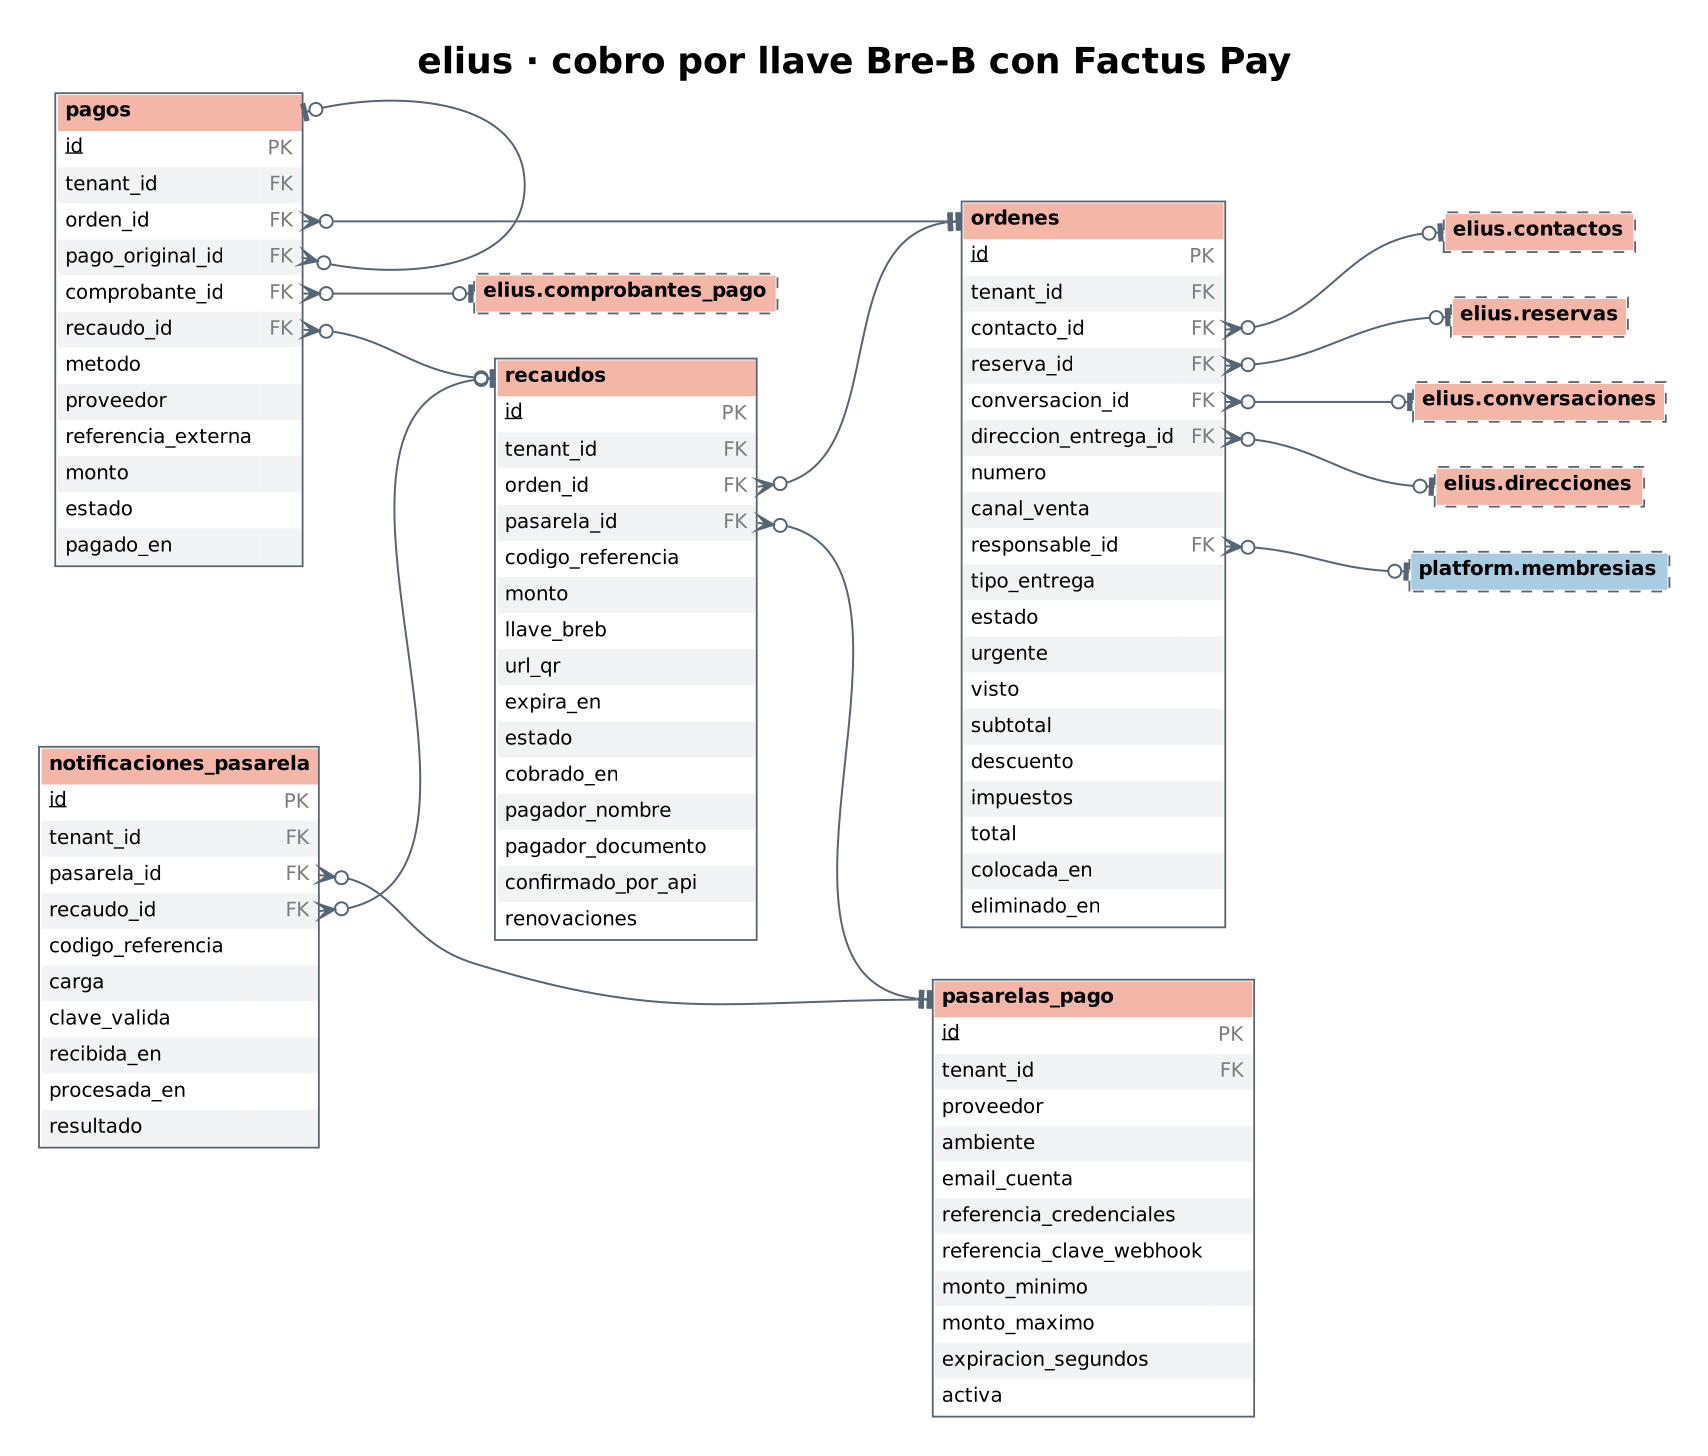 elius · cobro por llave Bre-B con Factus Pay
pagos
id PK
tenant_id FK
orden_id FK
pago_original_id FK
comprobante_id FK
recaudo_id FK
metodo
proveedor
referencia_externa
monto
estado
pagado_en
elius.comprobantes_pago
recaudos
id PK
tenant_id FK
orden_id FK
pasarela_id FK
codigo_referencia
monto
llave_breb
url_qr
expira_en
estado
cobrado_en
pagador_nombre
pagador_documento
confirmado_por_api
renovaciones
ordenes
id PK
tenant_id FK
contacto_id FK
reserva_id FK
conversacion_id FK
direccion_entrega_id FK
numero
canal_venta
responsable_id FK
tipo_entrega
estado
urgente
visto
subtotal
descuento
impuestos
total
colocada_en
eliminado_en
elius.contactos
elius.reservas
elius.conversaciones
elius.direcciones
platform.membresias
notificaciones_pasarela
id PK
tenant_id FK
pasarela_id FK
recaudo_id FK
codigo_referencia
carga
clave_valida
recibida_en
procesada_en
resultado
pasarelas_pago
id PK
tenant_id FK
proveedor
ambiente
email_cuenta
referencia_credenciales
referencia_clave_webhook
monto_minimo
monto_maximo
expiracion_segundos
activa